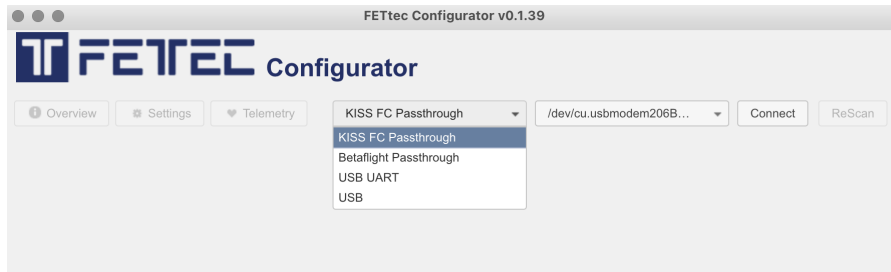 FETtec Configurator v0.1.39
FETTEC Configurator
Overview Settings Telemetry KISS FC Passthrough /dev/cu.usbmodem206B... Connect ReScan
KISS FC Passthrough
Betaflight Passthrough
USB UART
USB